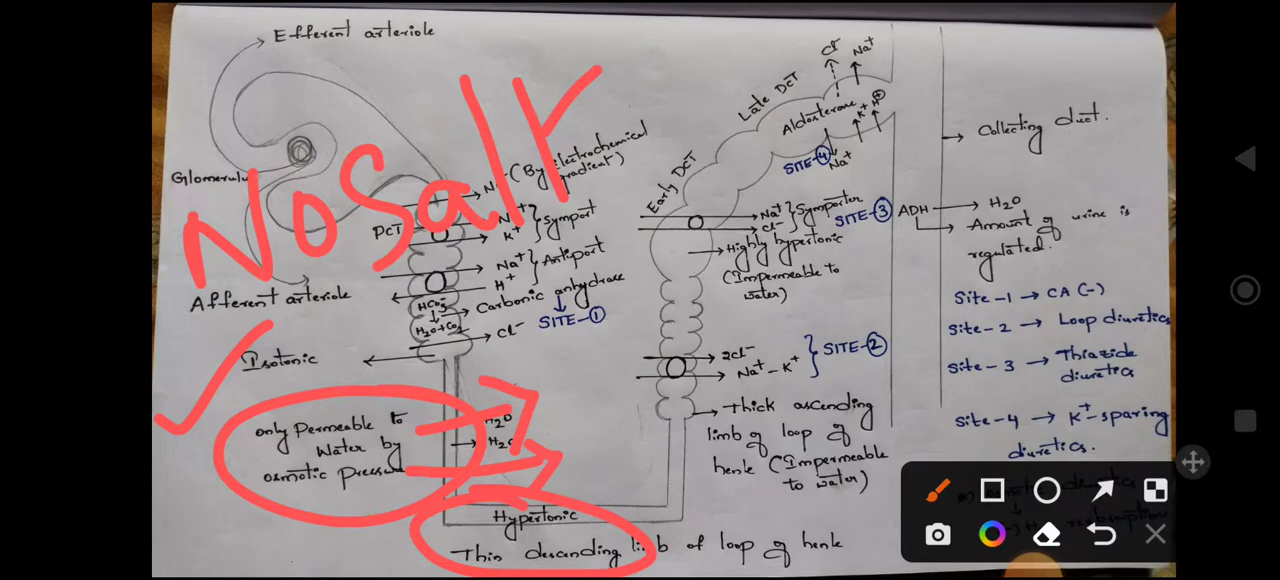 Efferent arteriole
Glomerulu
No Salt
(By electrochemical
gradient)
PCT
Na+
K+
Symport
Na+
H+
Antiport
Afferent arteriole
HCO3-
H2O+CO2
Carbonic anhydrase
SITE-1
Cl-
Isotonic
only Permeable to
Water by
osmotic pressure
H2O
H2O
Hypertonic
Thin descending limb of loop of henle
Late DCT
Cl-
Na+
Aldosterone
K+
H+
SITE-4
Na+
Early DCT
Na+
Cl-
Symporter
SITE-3
Highly hypertonic
(Impermeable to
water)
2Cl-
Na+ - K+
SITE-2
Thick ascending
limb of loop of
henle (Impermeable
to water)
Collecting duct.
ADH → H2O
Amount of urine is
regulated.
Site-1 → CA (-)
Site-2 → Loop diuretics
Site-3 → Thiazide
diuretics
Site-4 → K+-sparing
diuretics.